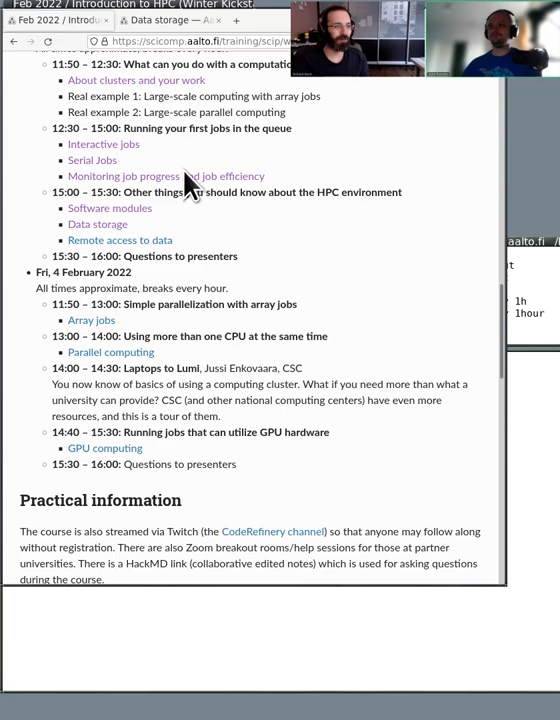 Feb 2022 / Introduction to HPC (Winter Kickst
Feb 2022 / Introdu
Data storage — Aa
https://scicomp.aalto.fi/training/scip/w
11:50 – 12:30: What can you do with a computatio
About clusters and your work
Real example 1: Large-scale computing with array jobs
Real example 2: Large-scale parallel computing
12:30 – 15:00: Running your first jobs in the queue
Interactive jobs
Serial Jobs
Monitoring job progress and job efficiency
15:00 – 15:30: Other things you should know about the HPC environment
Software modules
Data storage
Remote access to data
15:30 – 16:00: Questions to presenters
Fri, 4 February 2022
All times approximate, breaks every hour.
11:50 – 13:00: Simple parallelization with array jobs
Array jobs
13:00 – 14:00: Using more than one CPU at the same time
Parallel computing
14:00 – 14:30: Laptops to Lumi, Jussi Enkovaara, CSC
You now know of basics of using a computing cluster. What if you need more than what a
university can provide? CSC (and other national computing centers) have even more
resources, and this is a tour of them.
14:40 – 15:30: Running jobs that can utilize GPU hardware
GPU computing
15:30 – 16:00: Questions to presenters
Practical information
The course is also streamed via Twitch (the CodeRefinery channel) so that anyone may follow along
without registration. There are also Zoom breakout rooms/help sessions for those at partner
universities. There is a HackMD link (collaborative edited notes) which is used for asking questions
during the course.
aalto.fi
1h
1hour